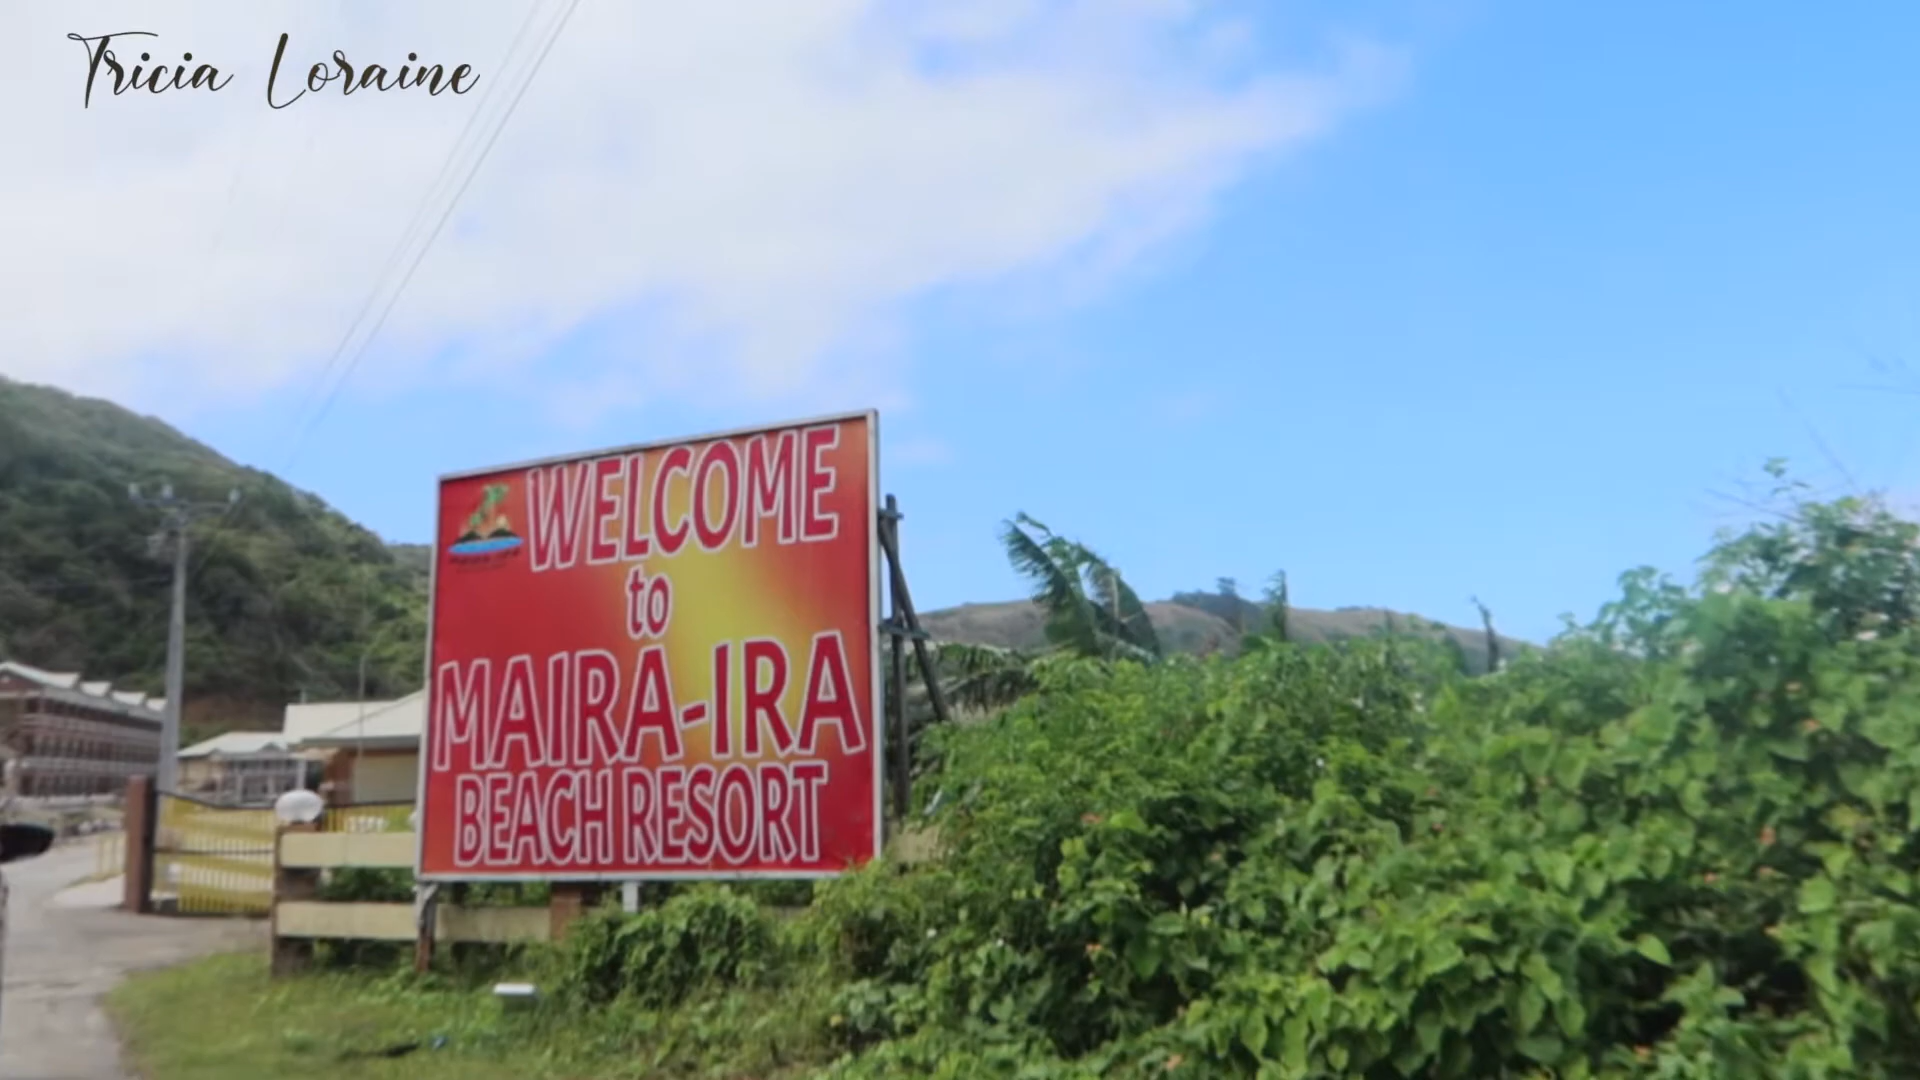 Tricia Loraine
WELCOME
to
MAIRA-IRA
BEACH RESORT